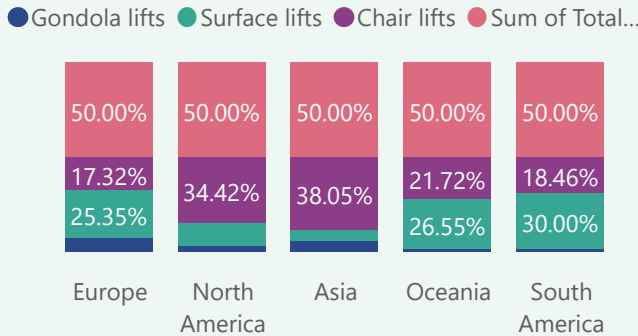 Gondola lifts Surface lifts Chair lifts Sum of Total...
50.00% 50.00% 50.00% 50.00% 50.00%
17.32% 34.42% 38.05% 21.72% 18.46%
25.35% 26.55% 30.00%
Europe North America Asia Oceania South America